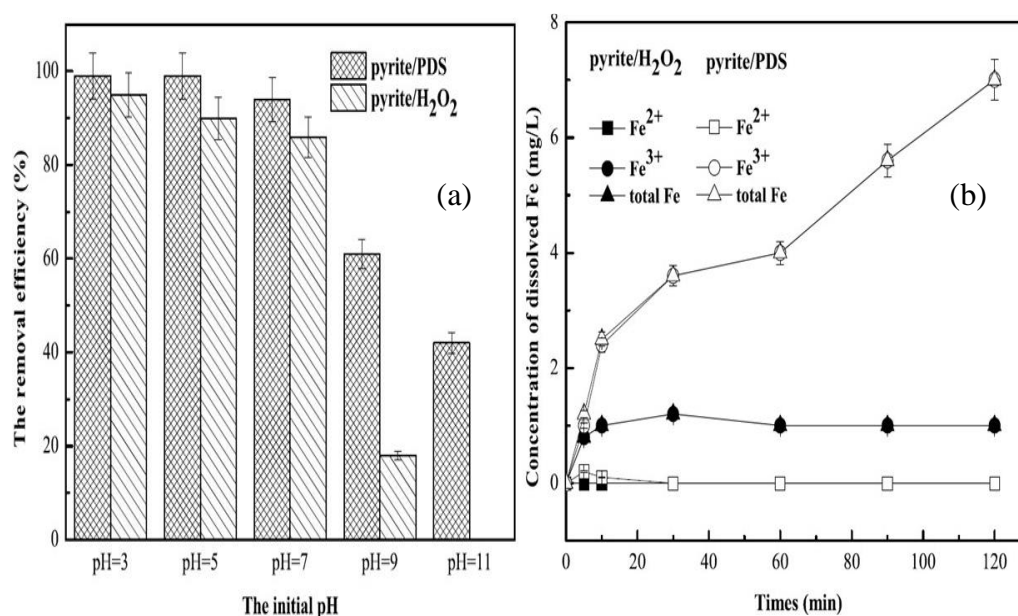 The removal efficiency (%)
100
80
60
40
20
0
pyrite/PDS
pyrite/H₂O₂
(a)
pH=3 pH=5 pH=7 pH=9 pH=11
The initial pH
Concentration of dissolved Fe (mg/L)
8
6
4
2
0
pyrite/H₂O₂ pyrite/PDS
Fe²⁺ Fe²⁺
Fe³⁺ Fe³⁺
total Fe total Fe
(b)
0 20 40 60 80 100 120
Times (min)